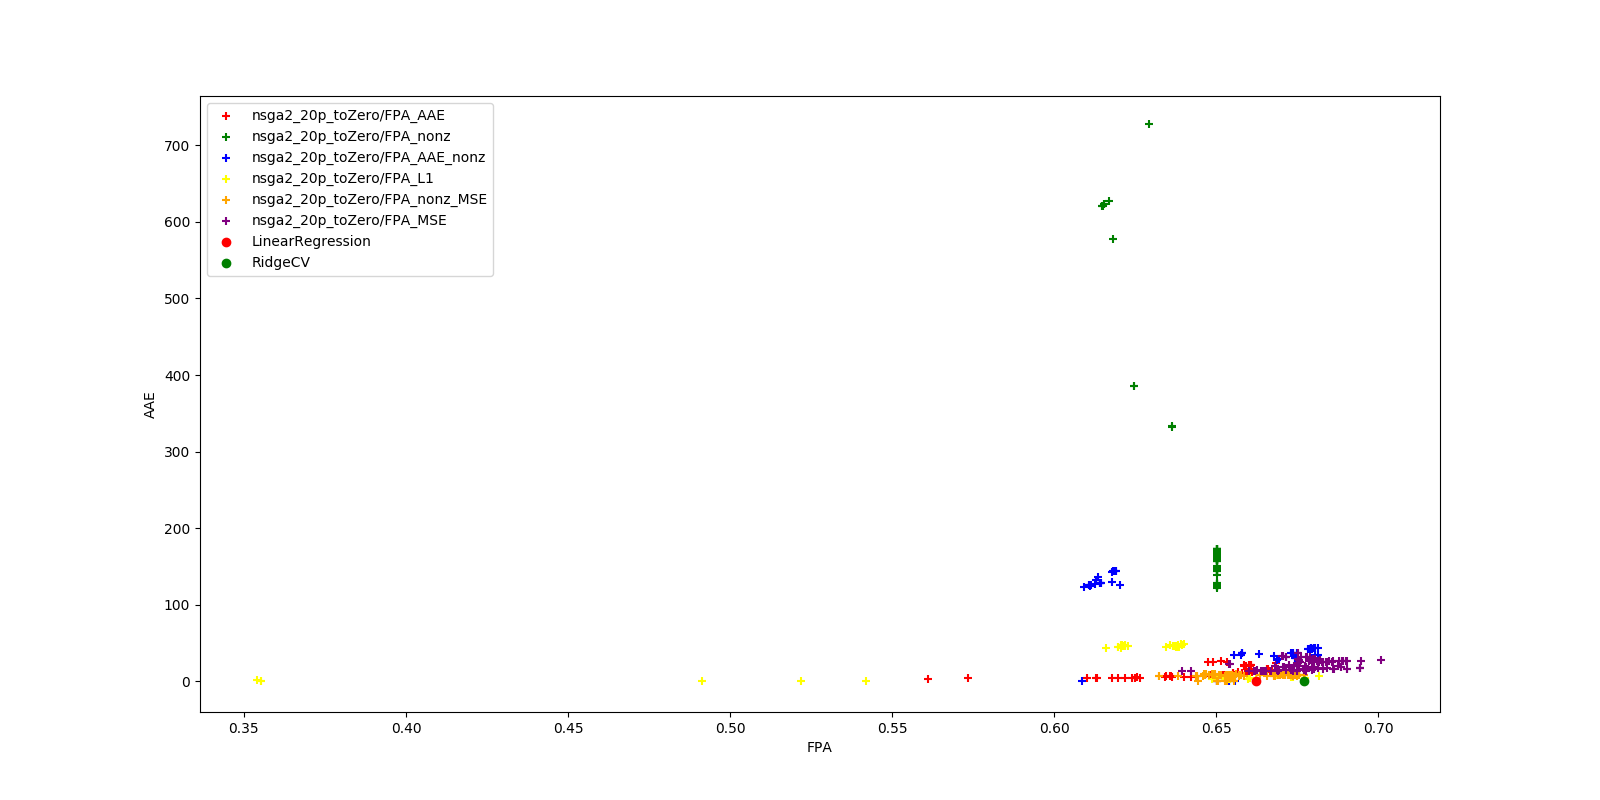 nsga2_20p_toZero/FPA_AAE
nsga2_20p_toZero/FPA_nonz
nsga2_20p_toZero/FPA_AAE_nonz
nsga2_20p_toZero/FPA_L1
nsga2_20p_toZero/FPA_nonz_MSE
nsga2_20p_toZero/FPA_MSE
LinearRegression
RidgeCV
AAE
700
600
500
400
300
200
100
0
0.35 0.40 0.45 0.50 0.55 0.60 0.65 0.70
FPA